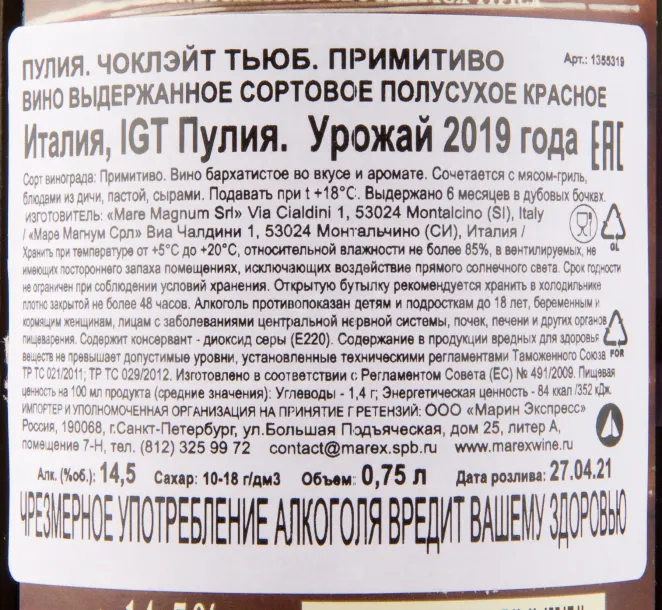 ПУЛИЯ. ЧОКЛЭЙТ ТЬЮБ. ПРИМИТИВО Арт.: 1355319
ВИНО ВЫДЕРЖАННОЕ СОРТОВОЕ ПОЛУСУХОЕ КРАСНОЕ
Италия, IGT Пулия. Урожай 2019 года EAC
Сорт винограда: Примитиво. Вино бархатистое во вкусе и аромате. Сочетается с мясом-гриль,
блюдами из дичи, пастой, сырами. Подавать при t +18°C. Выдержано 6 месяцев в дубовых бочках.
ИЗГОТОВИТЕЛЬ: «Mare Magnum Srl» Via Cialdini 1, 53024 Montalcino (SI), Italy
/ «Маре Магнум Срл» Виа Чалдини 1, 53024 Монтальчино (СИ), Италия /
Хранить при температуре от +5°C до +20°C, относительной влажности не более 85%, в вентилируемых, не
GL
имеющих постороннего запаха помещениях, исключающих воздействие прямого солнечного света. Срок годности
не ограничен при соблюдении условий хранения. Открытую бутылку рекомендуется хранить в холодильнике
плотно закрытой не более 48 часов. Алкоголь противопоказан детям и подросткам до 18 лет, беременным и
кормящим женщинам, лицам с заболеваниями центральной нервной системы, почек, печени и других органов
пищеварения. Содержит консервант - диоксид серы (Е220). Содержание в продукции вредных для здоровья
веществ не превышает допустимые уровни, установленные техническими регламентами Таможенного Союза
FOR
ТР ТС 021/2011; ТР ТС 029/2012. Изготовлено в соответствии с Регламентом Совета (ЕС) № 491/2009. Пищевая
ценность на 100 мл продукта (средние значения): Углеводы - 1,4 г; Энергетическая ценность - 84 ккал /352 кДж.
ИМПОРТЕР И УПОЛНОМОЧЕННАЯ ОРГАНИЗАЦИЯ НА ПРИНЯТИЕ ПРЕТЕНЗИЙ: ООО «Марин Экспресс»
Россия, 190068, г.Санкт-Петербург, ул.Большая Подъяческая, дом 25, литер А,
помещение 7-Н, тел. (812) 325 99 72 contact@marex.spb.ru www.marexwine.ru
Алк. (%об.): 14,5 Сахар: 10-18 г/дм3 Объем: 0,75 л Дата розлива: 27.04.21
ЧРЕЗМЕРНОЕ УПОТРЕБЛЕНИЕ АЛКОГОЛЯ ВРЕДИТ ВАШЕМУ ЗДОРОВЬЮ